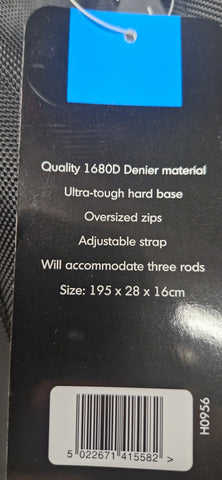 Quality 1680D Denier material
Ultra-tough hard base
Oversized zips
Adjustable strap
Will accommodate three rods
Size: 195 x 28 x 16cm
H0956
5 022671 415582 >